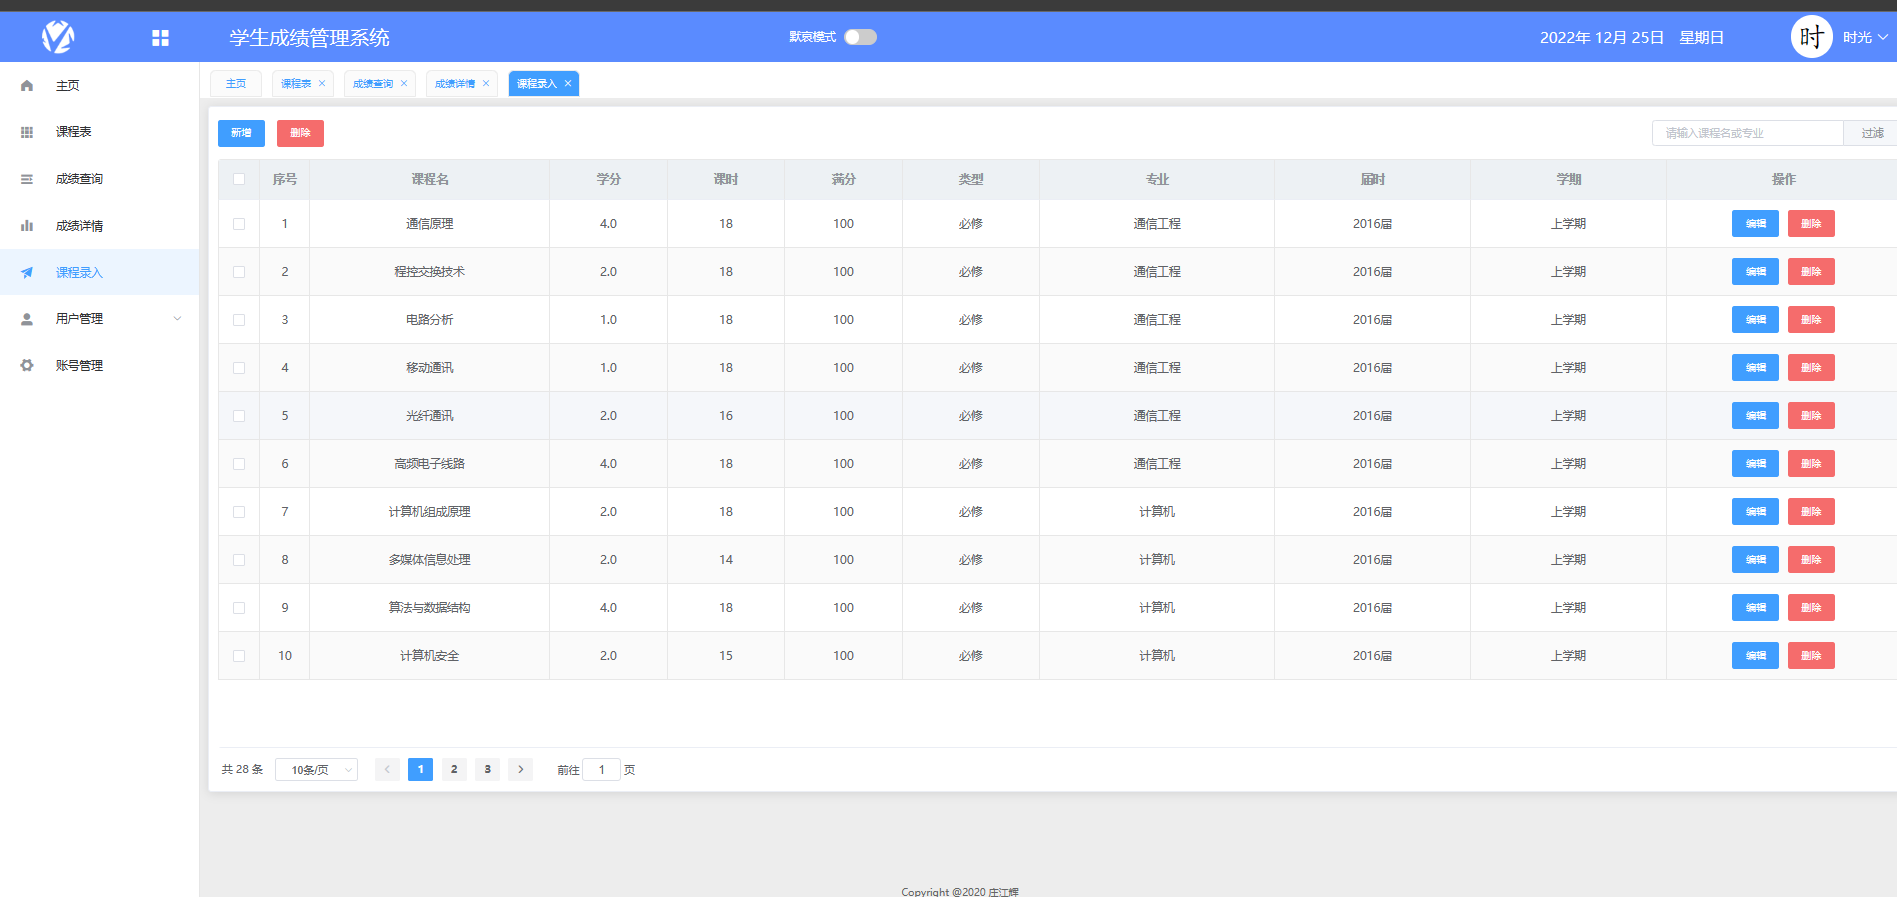 学生成绩管理系统 默哀模式 2022年 12月 25日 星期日 时 时光
主页
课程表
成绩查询
成绩详情
课程录入
用户管理
账号管理
主页 课程表 成绩查询 成绩详情 课程录入
新增 删除 请输入课程名或专业 过滤
序号 课程名 学分 课时 满分 类型 专业 届时 学期 操作
1 通信原理 4.0 18 100 必修 通信工程 2016届 上学期 编辑 删除
2 程控交换技术 2.0 18 100 必修 通信工程 2016届 上学期 编辑 删除
3 电路分析 1.0 18 100 必修 通信工程 2016届 上学期 编辑 删除
4 移动通讯 1.0 18 100 必修 通信工程 2016届 上学期 编辑 删除
5 光纤通讯 2.0 16 100 必修 通信工程 2016届 上学期 编辑 删除
6 高频电子线路 4.0 18 100 必修 通信工程 2016届 上学期 编辑 删除
7 计算机组成原理 2.0 18 100 必修 计算机 2016届 上学期 编辑 删除
8 多媒体信息处理 2.0 14 100 必修 计算机 2016届 上学期 编辑 删除
9 算法与数据结构 4.0 18 100 必修 计算机 2016届 上学期 编辑 删除
10 计算机安全 2.0 15 100 必修 计算机 2016届 上学期 编辑 删除
共 28 条 10条/页 1 2 3 前往 1 页
Copyright @2020 庄江辉